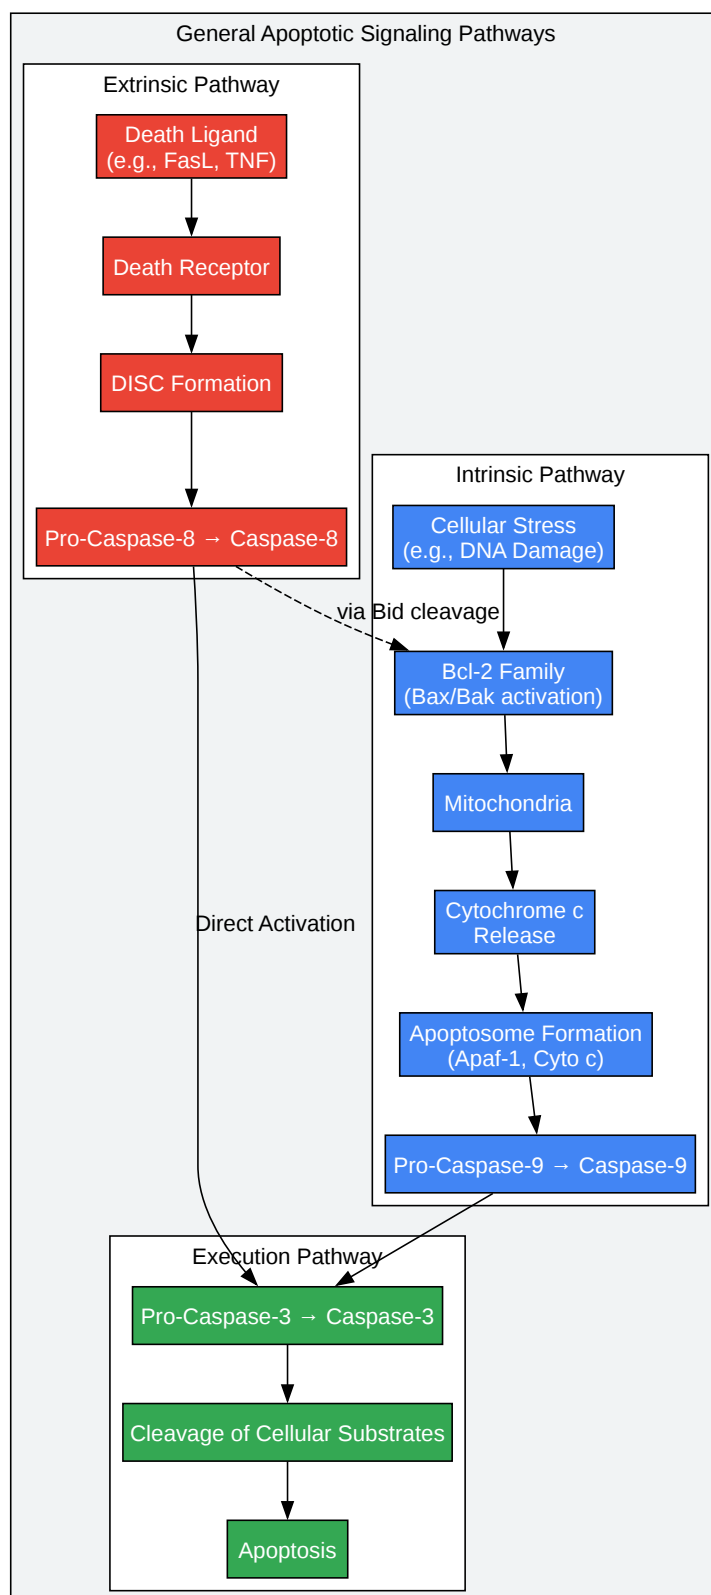 General Apoptotic Signaling Pathways
Extrinsic Pathway
Death Ligand
(e.g., FasL, TNF)
Death Receptor
DISC Formation
Pro-Caspase-8 → Caspase-8
Intrinsic Pathway
Cellular Stress
(e.g., DNA Damage)
via Bid cleavage
Bcl-2 Family
(Bax/Bak activation)
Mitochondria
Cytochrome c
Release
Direct Activation
Apoptosome Formation
(Apaf-1, Cyto c)
Pro-Caspase-9 → Caspase-9
Execution Pathway
Pro-Caspase-3 → Caspase-3
Cleavage of Cellular Substrates
Apoptosis